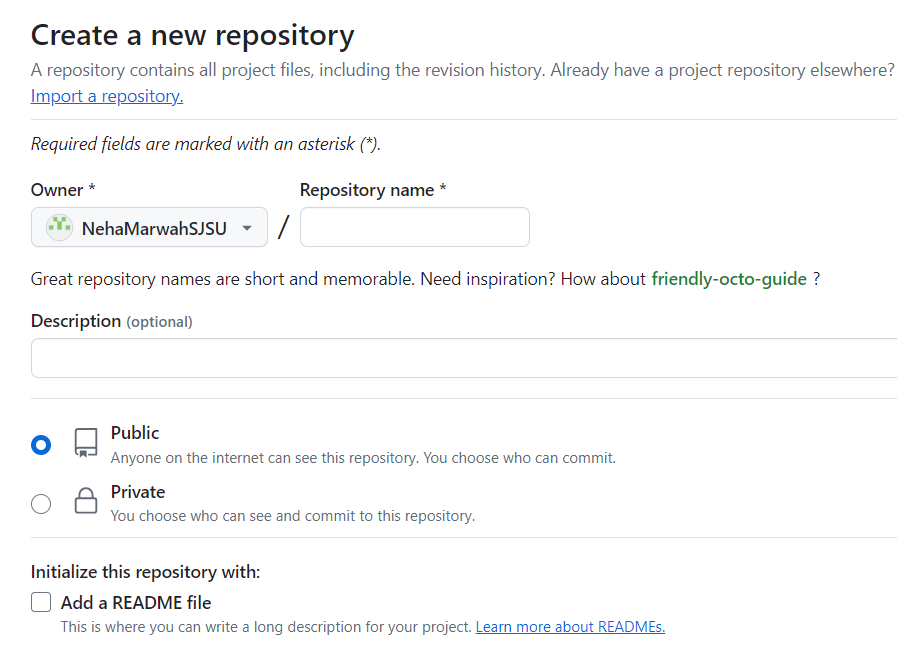 Create a new repository
A repository contains all project files, including the revision history. Already have a project repository elsewhere?
Import a repository.
Required fields are marked with an asterisk (*).
Owner * Repository name *
NehaMarwahSJSU /
Great repository names are short and memorable. Need inspiration? How about friendly-octo-guide ?
Description (optional)
Public
Anyone on the internet can see this repository. You choose who can commit.
Private
You choose who can see and commit to this repository.
Initialize this repository with:
Add a README file
This is where you can write a long description for your project. Learn more about READMEs.